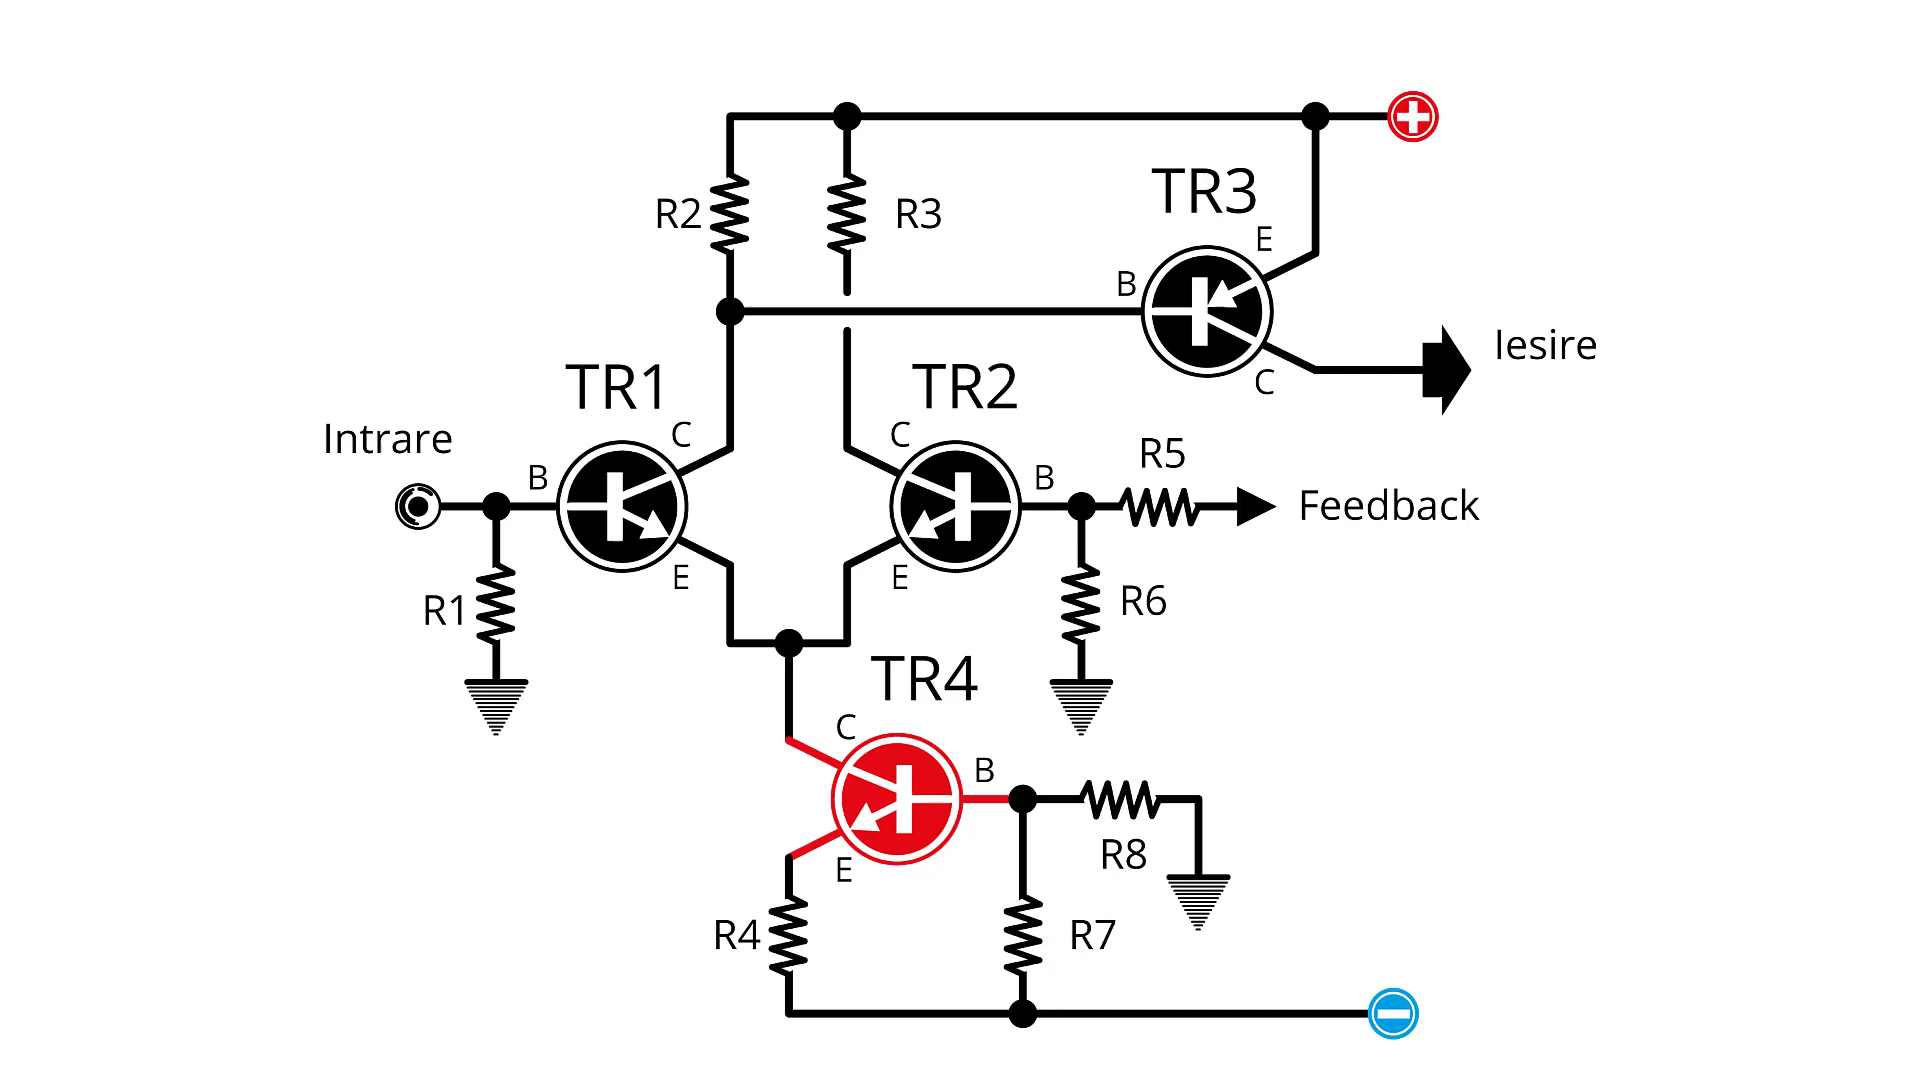 TR3
E
R2
R3
B
Iesire
TR1
TR2
C
Intrare
C
C
R5
B
B
Feedback
E
E
R1
R6
TR4
C
B
R8
E
R4
R7